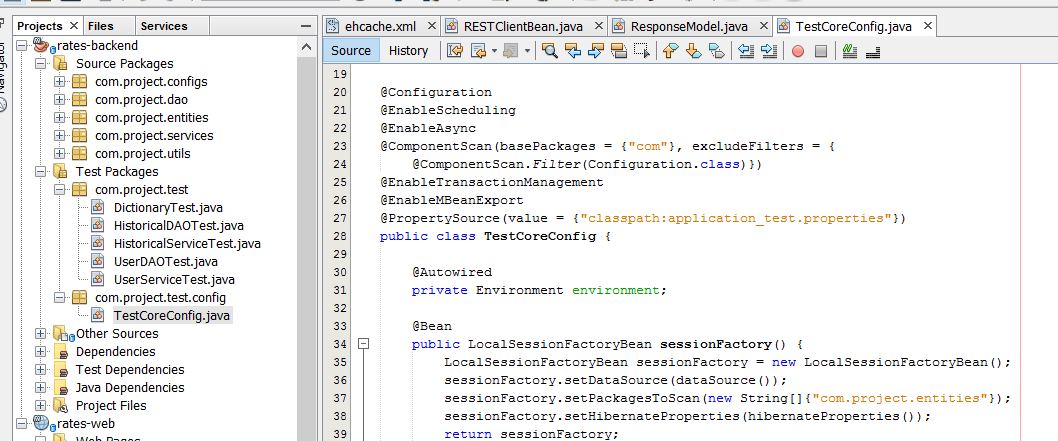 Projects
Files
Services
Navigator
rates-backend
Source Packages
com.project.configs
com.project.dao
com.project.entities
com.project.services
com.project.utils
Test Packages
com.project.test
DictionaryTest.java
HistoricalDAOTest.java
HistoricalServiceTest.java
UserDAOTest.java
UserServiceTest.java
com.project.test.config
TestCoreConfig.java
Other Sources
Dependencies
Test Dependencies
Java Dependencies
Project Files
rates-web
Web Pages
ehcache.xml
RESTClientBean.java
ResponseModel.java
TestCoreConfig.java
Source
History
19
20 @Configuration
21 @EnableScheduling
22 @EnableAsync
23 @ComponentScan(basePackages = {"com"}, excludeFilters = {
24 @ComponentScan.Filter(Configuration.class)})
25 @EnableTransactionManagement
26 @EnableMBeanExport
27 @PropertySource(value = {"classpath:application_test.properties"})
28 public class TestCoreConfig {
29
30 @Autowired
31 private Environment environment;
32
33 @Bean
34 public LocalSessionFactoryBean sessionFactory() {
35 LocalSessionFactoryBean sessionFactory = new LocalSessionFactoryBean();
36 sessionFactory.setDataSource(dataSource());
37 sessionFactory.setPackagesToScan(new String[]{"com.project.entities"});
38 sessionFactory.setHibernateProperties(hibernateProperties());
39 return sessionFactory;